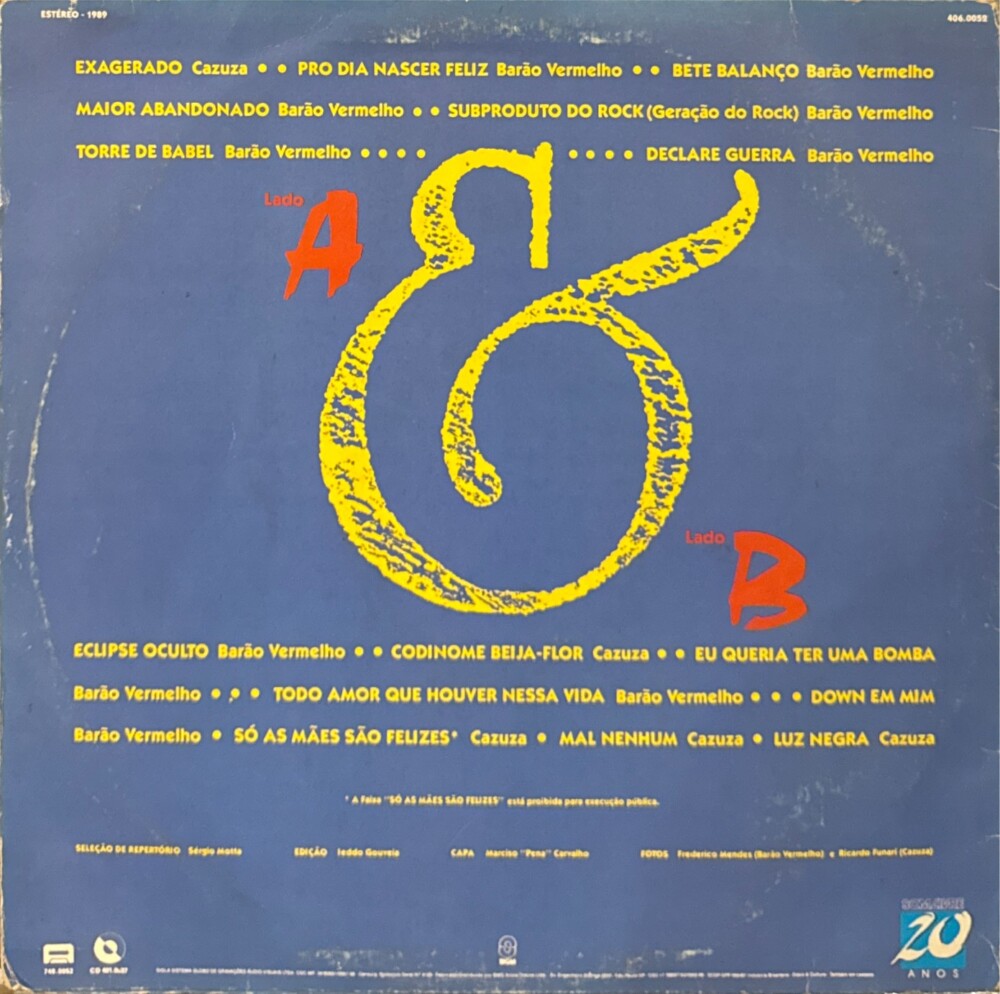 ESTÉREO - 1989
406.0052
EXAGERADO Cazuza • • PRO DIA NASCER FELIZ Barão Vermelho • • BETE BALANÇO Barão Vermelho
MAIOR ABANDONADO Barão Vermelho • • SUBPRODUTO DO ROCK (Geração do Rock) Barão Vermelho
TORRE DE BABEL Barão Vermelho • • • • • • • • DECLARE GUERRA Barão Vermelho
Lado A
&
Lado B
ECLIPSE OCULTO Barão Vermelho • • CODINOME BEIJA-FLOR Cazuza • • EU QUERIA TER UMA BOMBA
Barão Vermelho • • • TODO AMOR QUE HOUVER NESSA VIDA Barão Vermelho • • • DOWN EM MIM
Barão Vermelho • SÓ AS MÃES SÃO FELIZES* Cazuza • MAL NENHUM Cazuza • LUZ NEGRA Cazuza
* A Faixa "SÓ AS MÃES SÃO FELIZES" está proibida para execução pública.
SELEÇÃO DE REPERTÓRIO Sérgio Motta EDIÇÃO Ieddo Gouveia CAPA Marciso "Pena" Carvalho FOTOS Frederico Mendes (Barão Vermelho) e Ricardo Funari (Cazuza)
SOM LIVRE
20
ANOS
746.0052